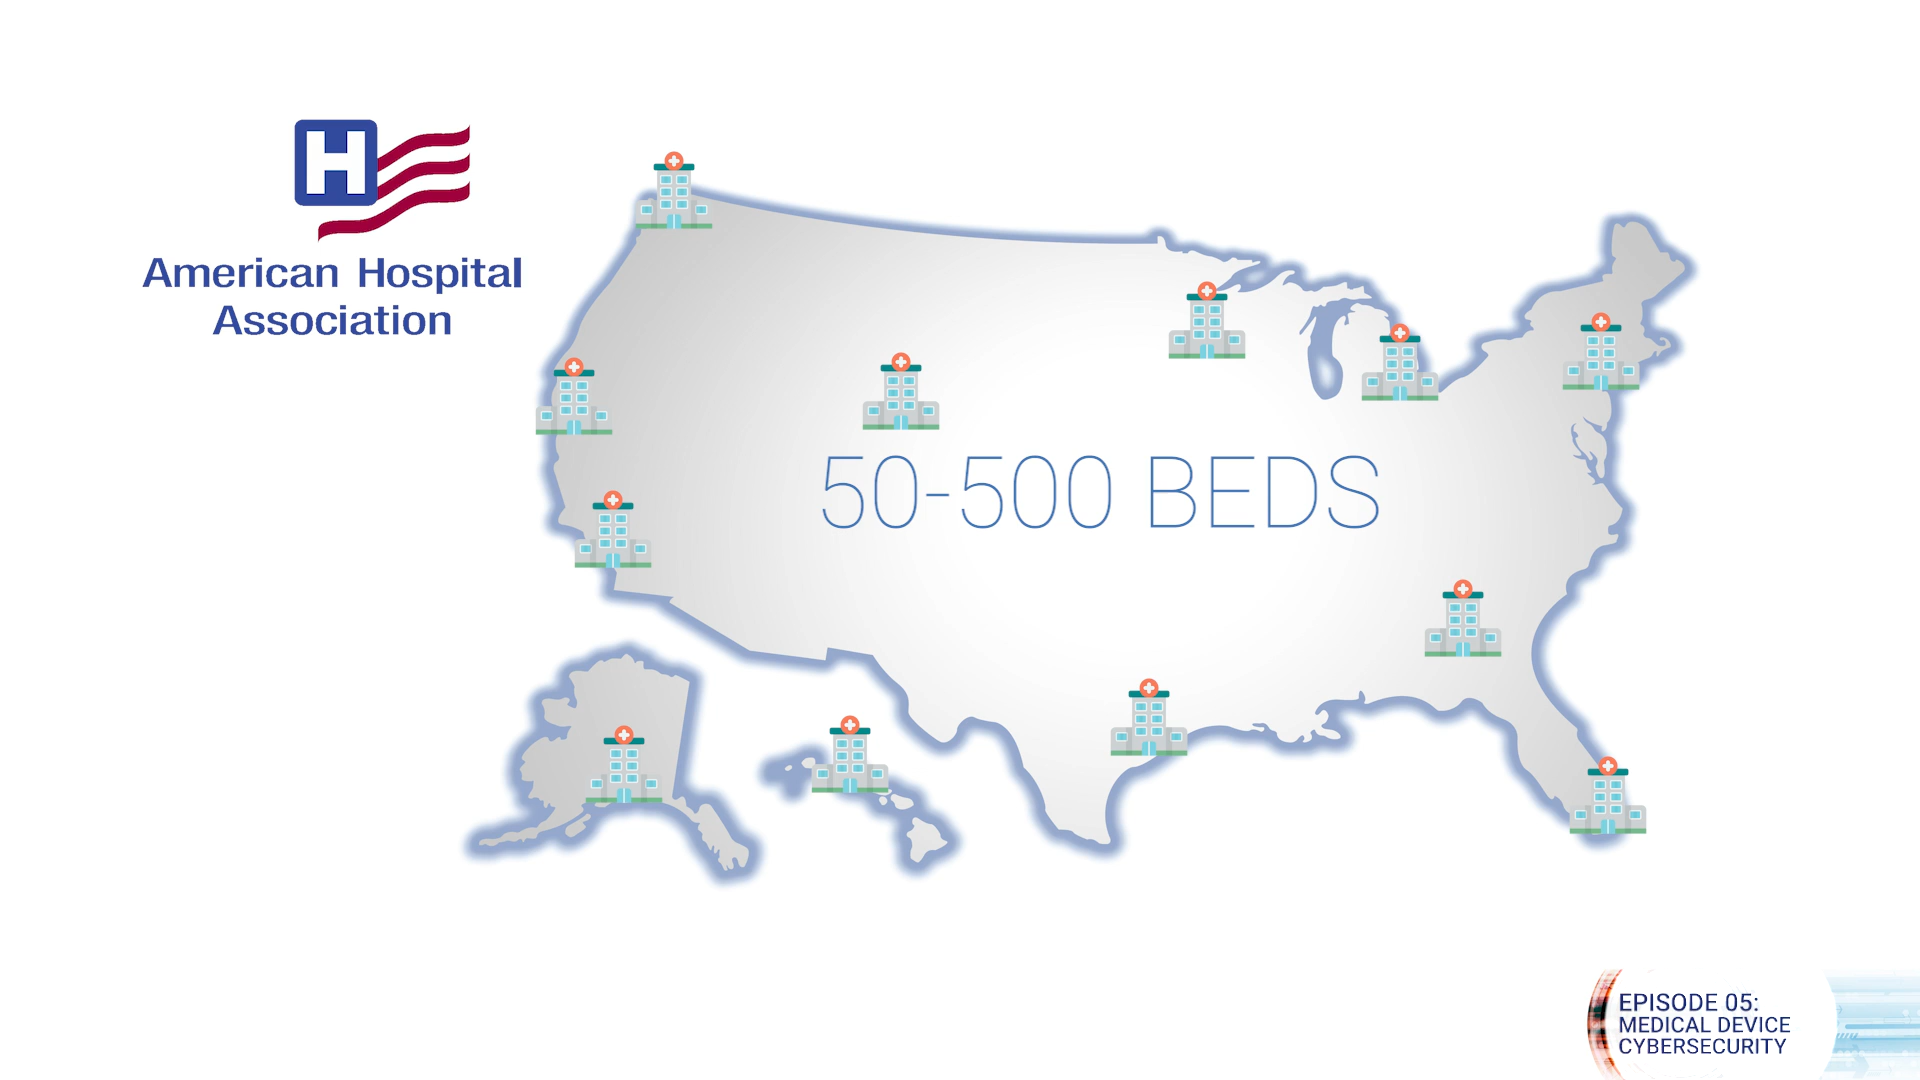 H
American Hospital
Association
50-500 BEDS
EPISODE 05:
MEDICAL DEVICE
CYBERSECURITY